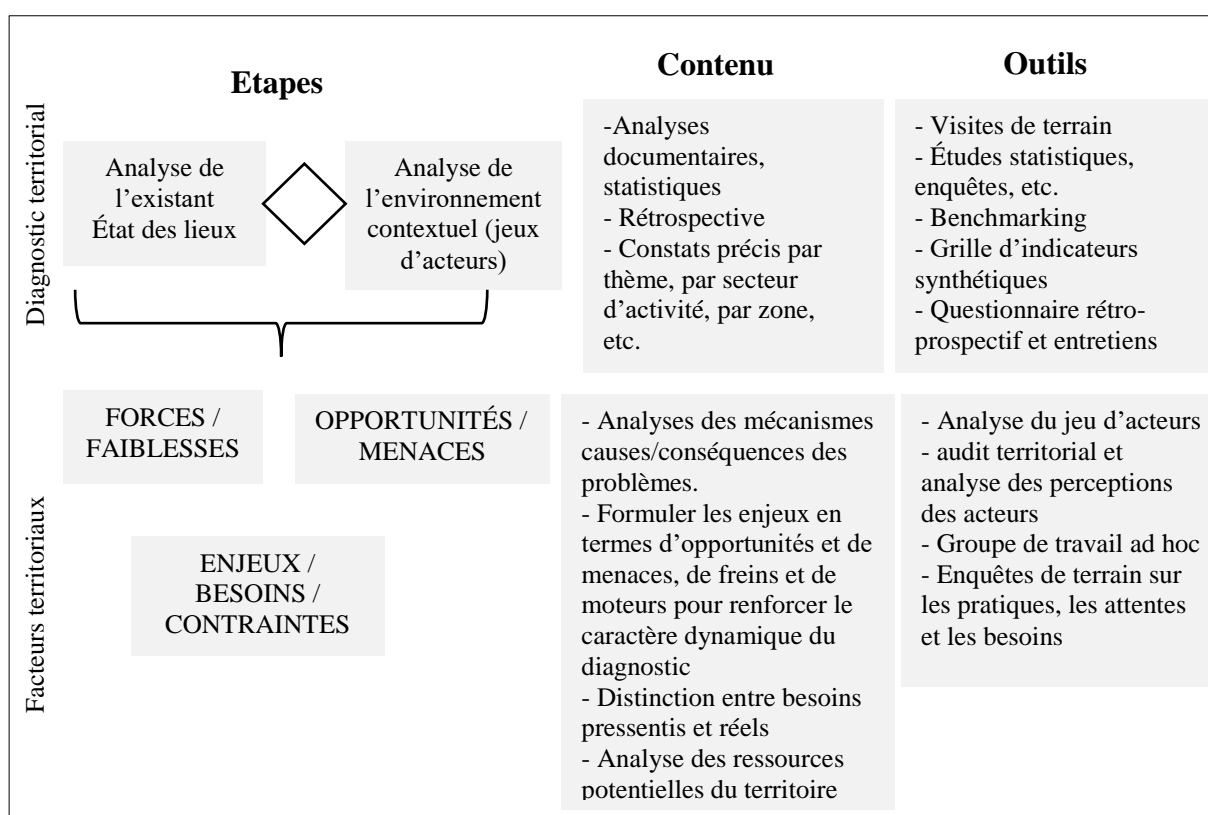 Etapes
Contenu
Outils
Diagnostic territorial
Analyse de
l’existant
État des lieux
Analyse de
l’environnement
contextuel (jeux
d’acteurs)
-Analyses
documentaires,
statistiques
- Rétrospective
- Constats précis par
thème, par secteur
d’activité, par zone,
etc.
- Visites de terrain
- Études statistiques,
enquêtes, etc.
- Benchmarking
- Grille d’indicateurs
synthétiques
- Questionnaire rétro-
prospectif et entretiens
Facteurs territoriaux
FORCES /
FAIBLESSES
OPPORTUNITÉS /
MENACES
ENJEUX /
BESOINS /
CONTRAINTES
- Analyses des mécanismes
causes/conséquences des
problèmes.
- Formuler les enjeux en
termes d’opportunités et de
menaces, de freins et de
moteurs pour renforcer le
caractère dynamique du
diagnostic
- Distinction entre besoins
pressentis et réels
- Analyse des ressources
potentielles du territoire
- Analyse du jeu d’acteurs
- audit territorial et
analyse des perceptions
des acteurs
- Groupe de travail ad hoc
- Enquêtes de terrain sur
les pratiques, les attentes
et les besoins